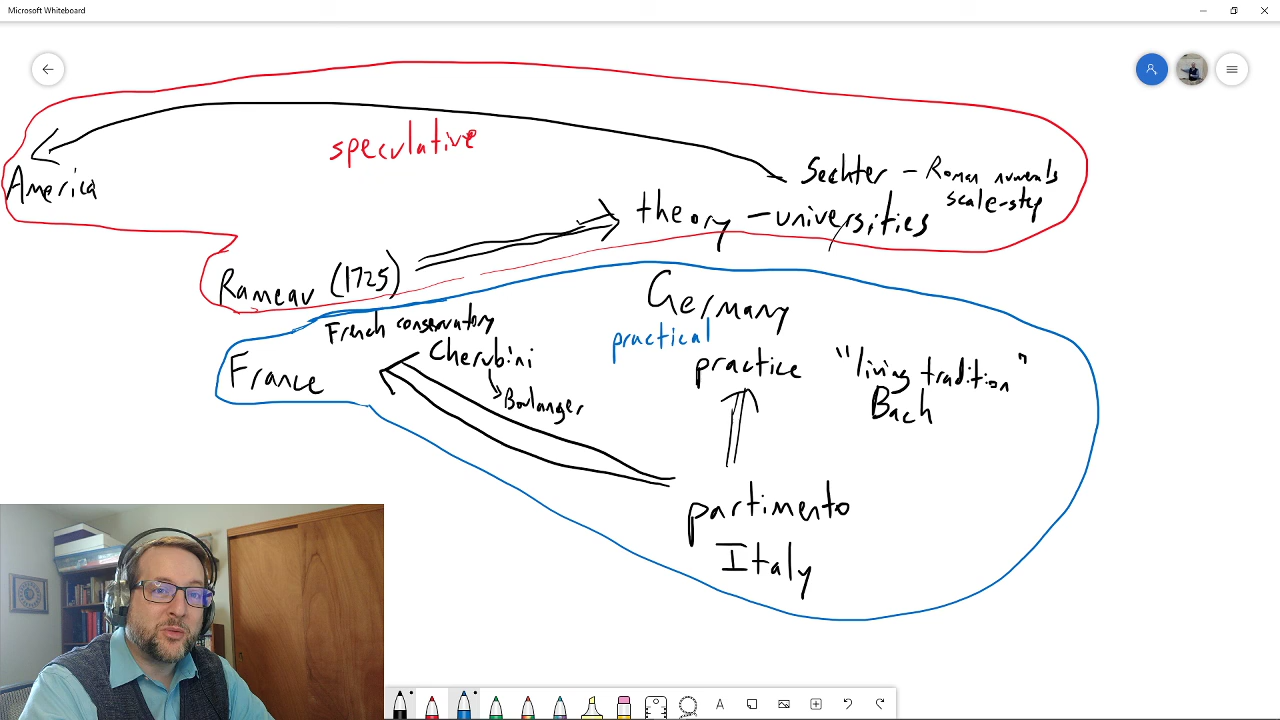 Microsoft Whiteboard
speculative
America
Sechter - Roman numerals
scale-step
theory - universities
Rameau (1725)
Germany
French conservatory
practical
Cherubini
practice
"living tradition"
France
Boulanger
Bach
partimento
Italy
A